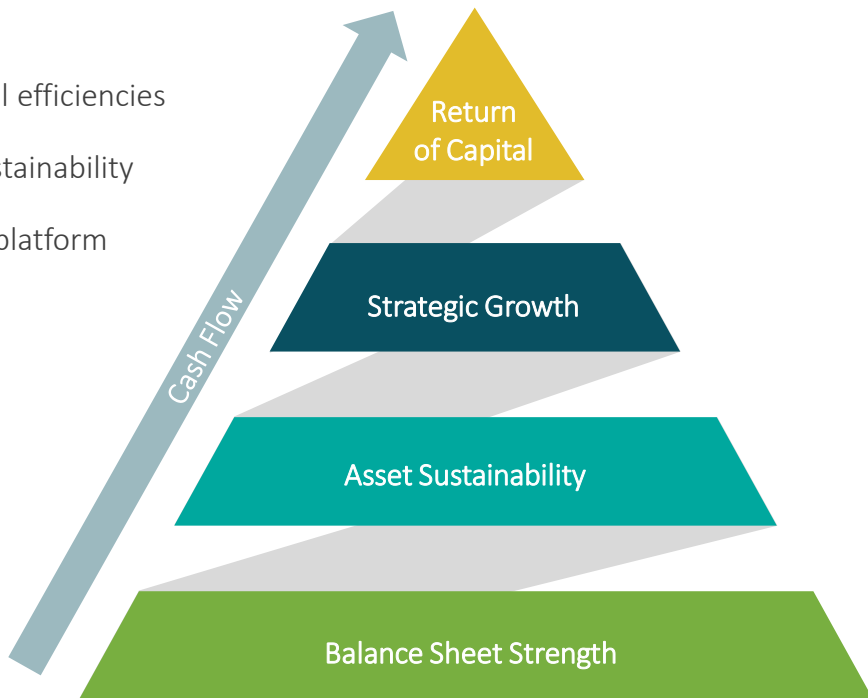 l efficiencies
stainability
platform
Return
of Capital
Strategic Growth
Cash Flow
Asset Sustainability
Balance Sheet Strength